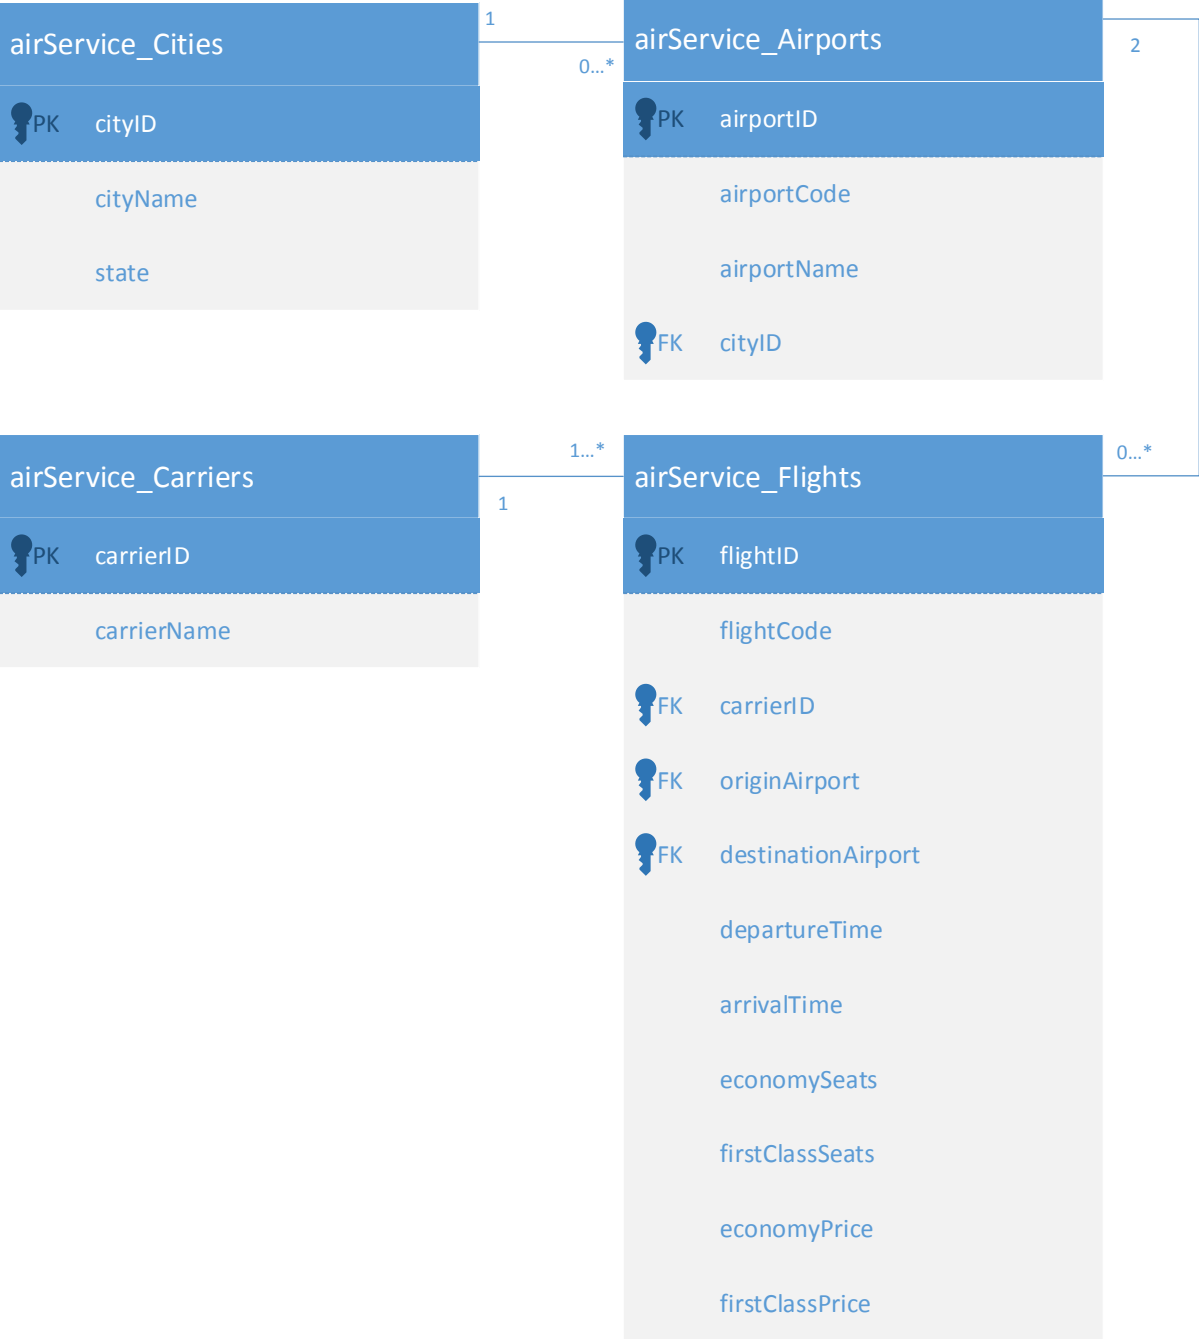 airService_Cities
PK cityID
cityName
state
1
0...*
airService_Airports
PK airportID
airportCode
airportName
FK cityID
2
airService_Carriers
PK carrierID
carrierName
1...*
1
airService_Flights
PK flightID
flightCode
FK carrierID
FK originAirport
FK destinationAirport
departureTime
arrivalTime
economySeats
firstClassSeats
economyPrice
firstClassPrice
0...*